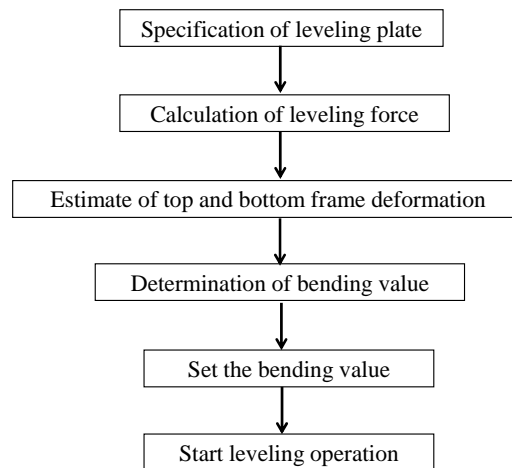 Specification of leveling plate
Calculation of leveling force
Estimate of top and bottom frame deformation
Determination of bending value
Set the bending value
Start leveling operation